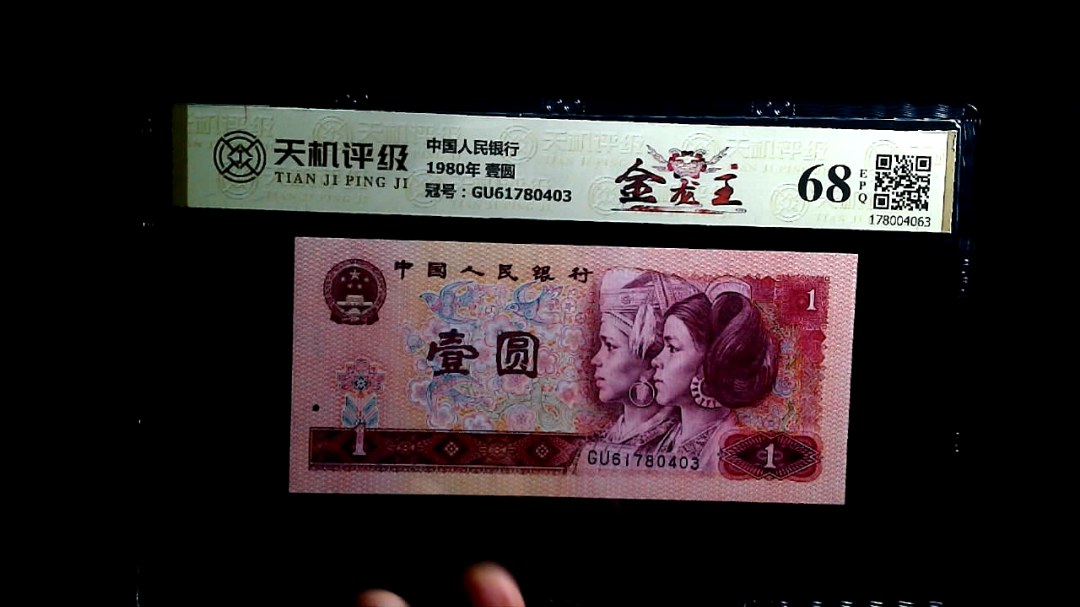 天机评级
TIAN JI PING JI
中国人民银行
1980年 壹圆
冠号：GU61780403
金龙王
68
EPQ
178004063
中国人民银行
1
壹圆
1
GU61780403
1